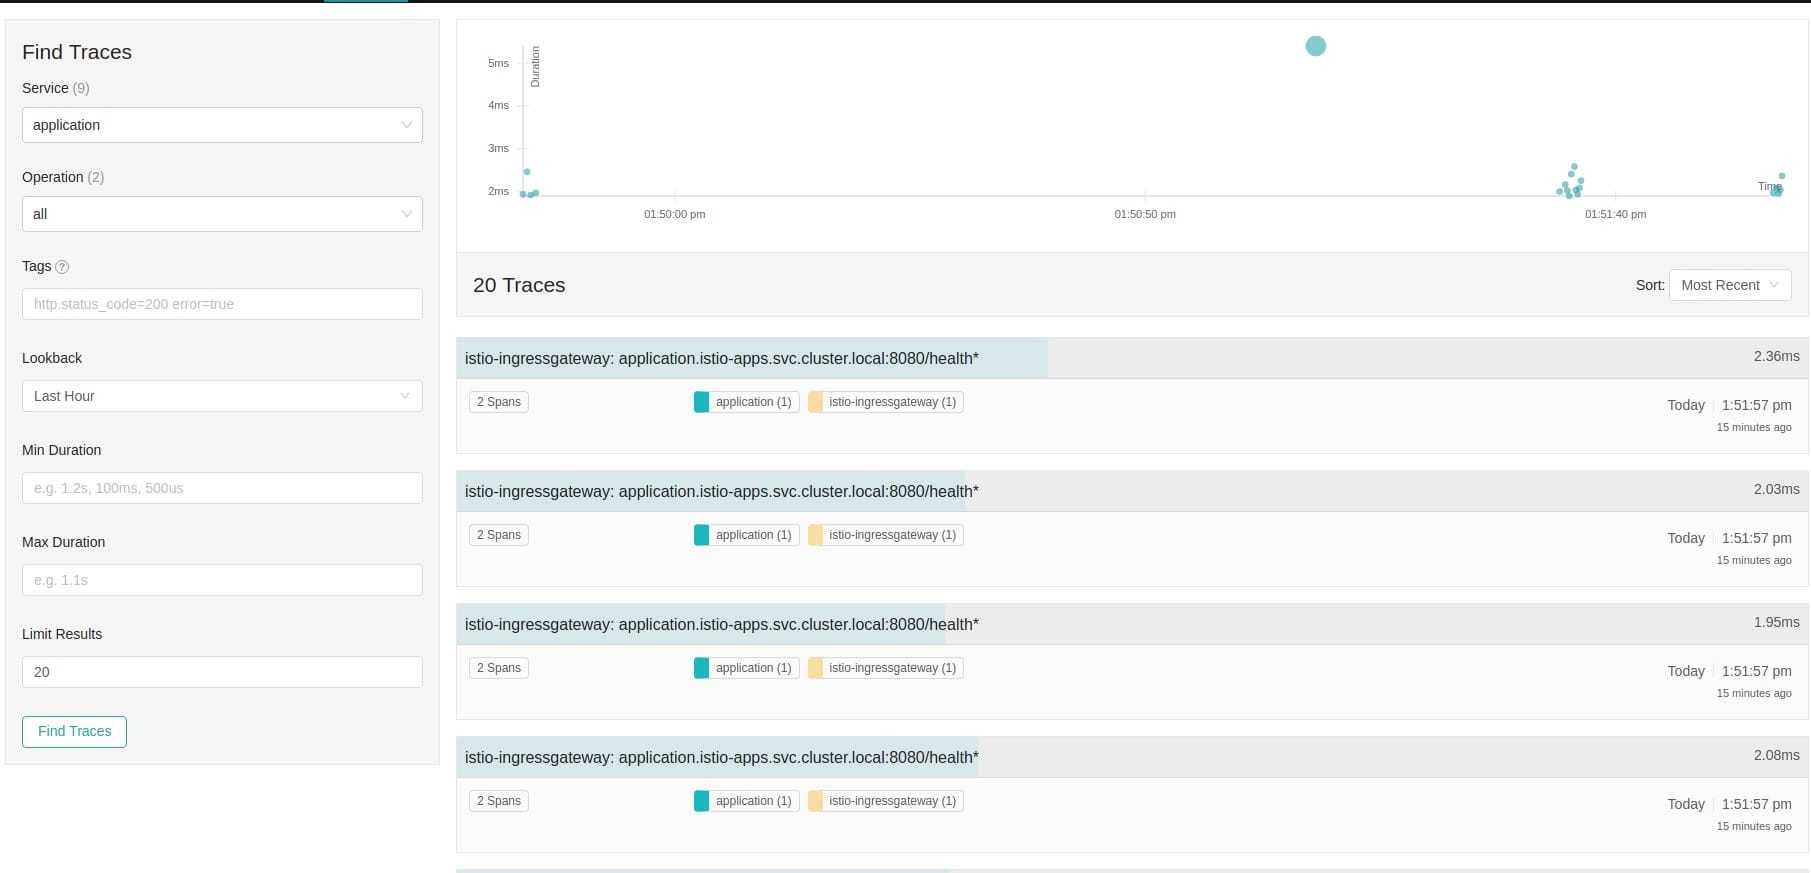 Find Traces
Service (9)
application
Operation (2)
all
Tags ?
http.status_code=200 error=true
Lookback
Last Hour
Min Duration
e.g. 1.2s, 100ms, 500us
Max Duration
e.g. 1.1s
Limit Results
20
Find Traces
Duration
5ms
4ms
3ms
2ms
Time
01:50:00 pm 01:50:50 pm 01:51:40 pm
20 Traces
Sort: Most Recent
istio-ingressgateway: application.istio-apps.svc.cluster.local:8080/health* 2.36ms
2 Spans application (1) istio-ingressgateway (1) Today 1:51:57 pm
15 minutes ago
istio-ingressgateway: application.istio-apps.svc.cluster.local:8080/health* 2.03ms
2 Spans application (1) istio-ingressgateway (1) Today 1:51:57 pm
15 minutes ago
istio-ingressgateway: application.istio-apps.svc.cluster.local:8080/health* 1.95ms
2 Spans application (1) istio-ingressgateway (1) Today 1:51:57 pm
15 minutes ago
istio-ingressgateway: application.istio-apps.svc.cluster.local:8080/health* 2.08ms
2 Spans application (1) istio-ingressgateway (1) Today 1:51:57 pm
15 minutes ago